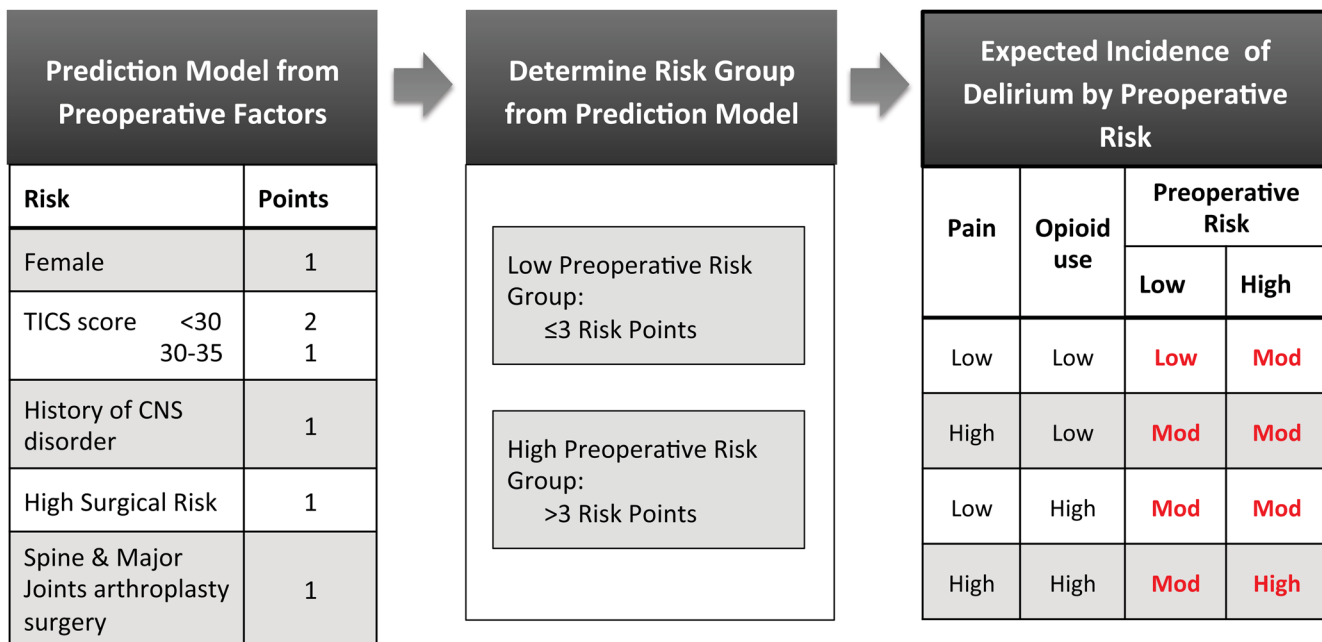 Prediction Model from
Preoperative Factors
Risk Points
Female 1
TICS score <30 2
30-35 1
History of CNS
disorder 1
High Surgical Risk 1
Spine & Major
Joints arthroplasty
surgery 1
Determine Risk Group
from Prediction Model
Low Preoperative Risk
Group:
≤3 Risk Points
High Preoperative Risk
Group:
>3 Risk Points
Expected Incidence of
Delirium by Preoperative
Risk
Pain Opioid
use Preoperative
Risk
Low High
Low Low Low Mod
High Low Mod Mod
Low High Mod Mod
High High Mod High